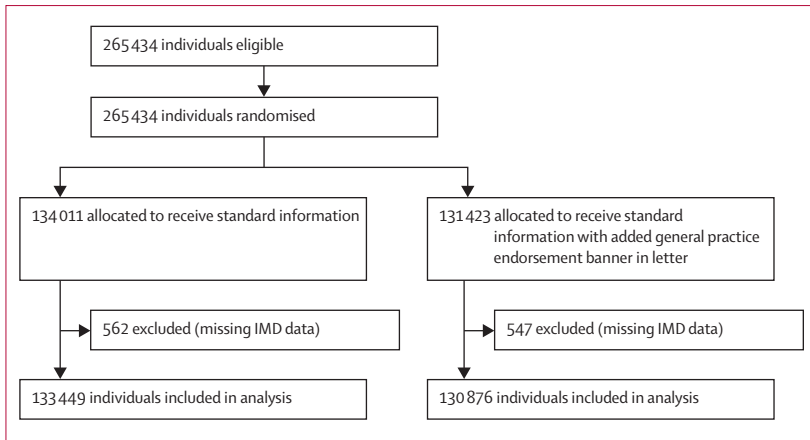 265 434 individuals eligible
265 434 individuals randomised
134 011 allocated to receive standard information
131 423 allocated to receive standard
information with added general practice
endorsement banner in letter
562 excluded (missing IMD data)
547 excluded (missing IMD data)
133 449 individuals included in analysis
130 876 individuals included in analysis